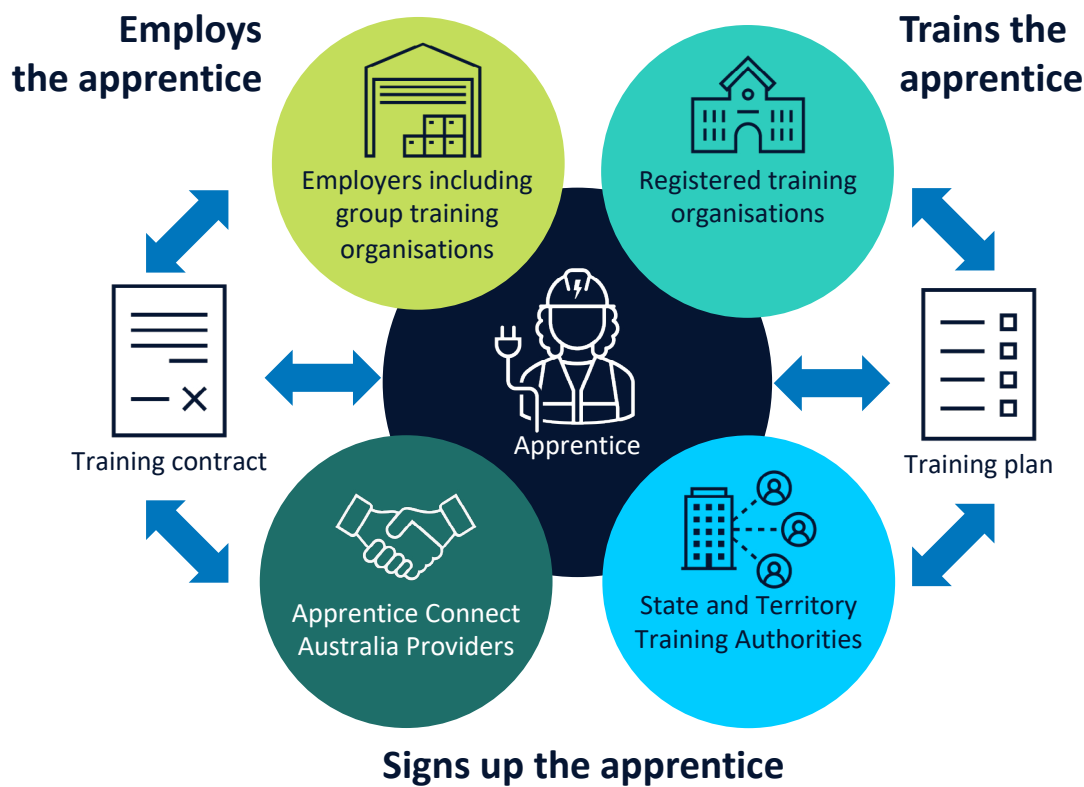 Employs
the apprentice
Trains the
apprentice
Employers including
group training
organisations
Registered training
organisations
Apprentice
Training contract
Training plan
Apprentice Connect
Australia Providers
State and Territory
Training Authorities
Signs up the apprentice